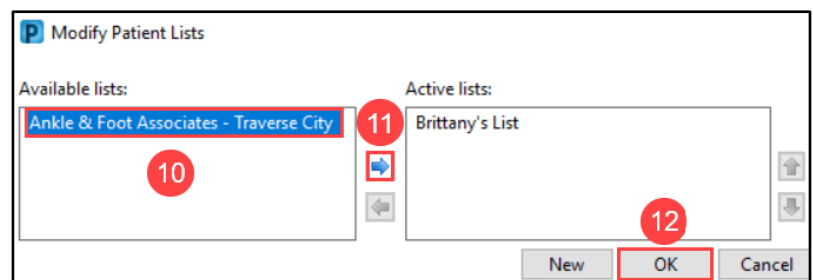 P Modify Patient Lists
Available lists: Active lists:
Ankle & Foot Associates - Traverse City 11 Brittany's List
10
12
New OK Cancel